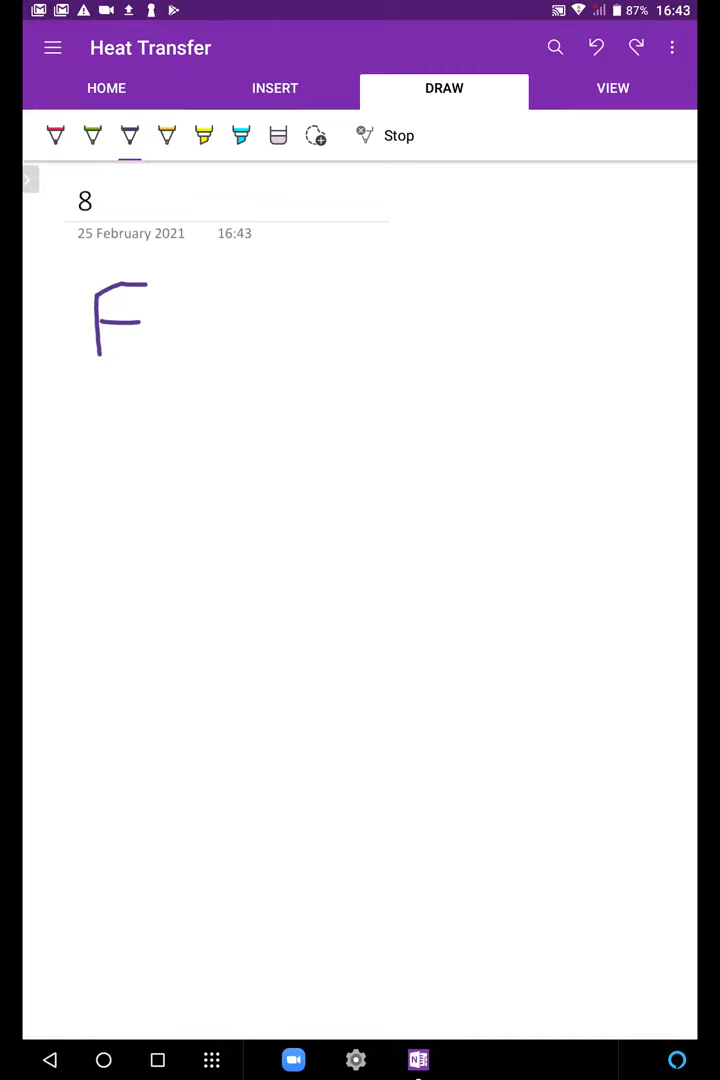 87% 16:43
Heat Transfer
HOME INSERT DRAW VIEW
Stop
8
25 February 2021 16:43
F